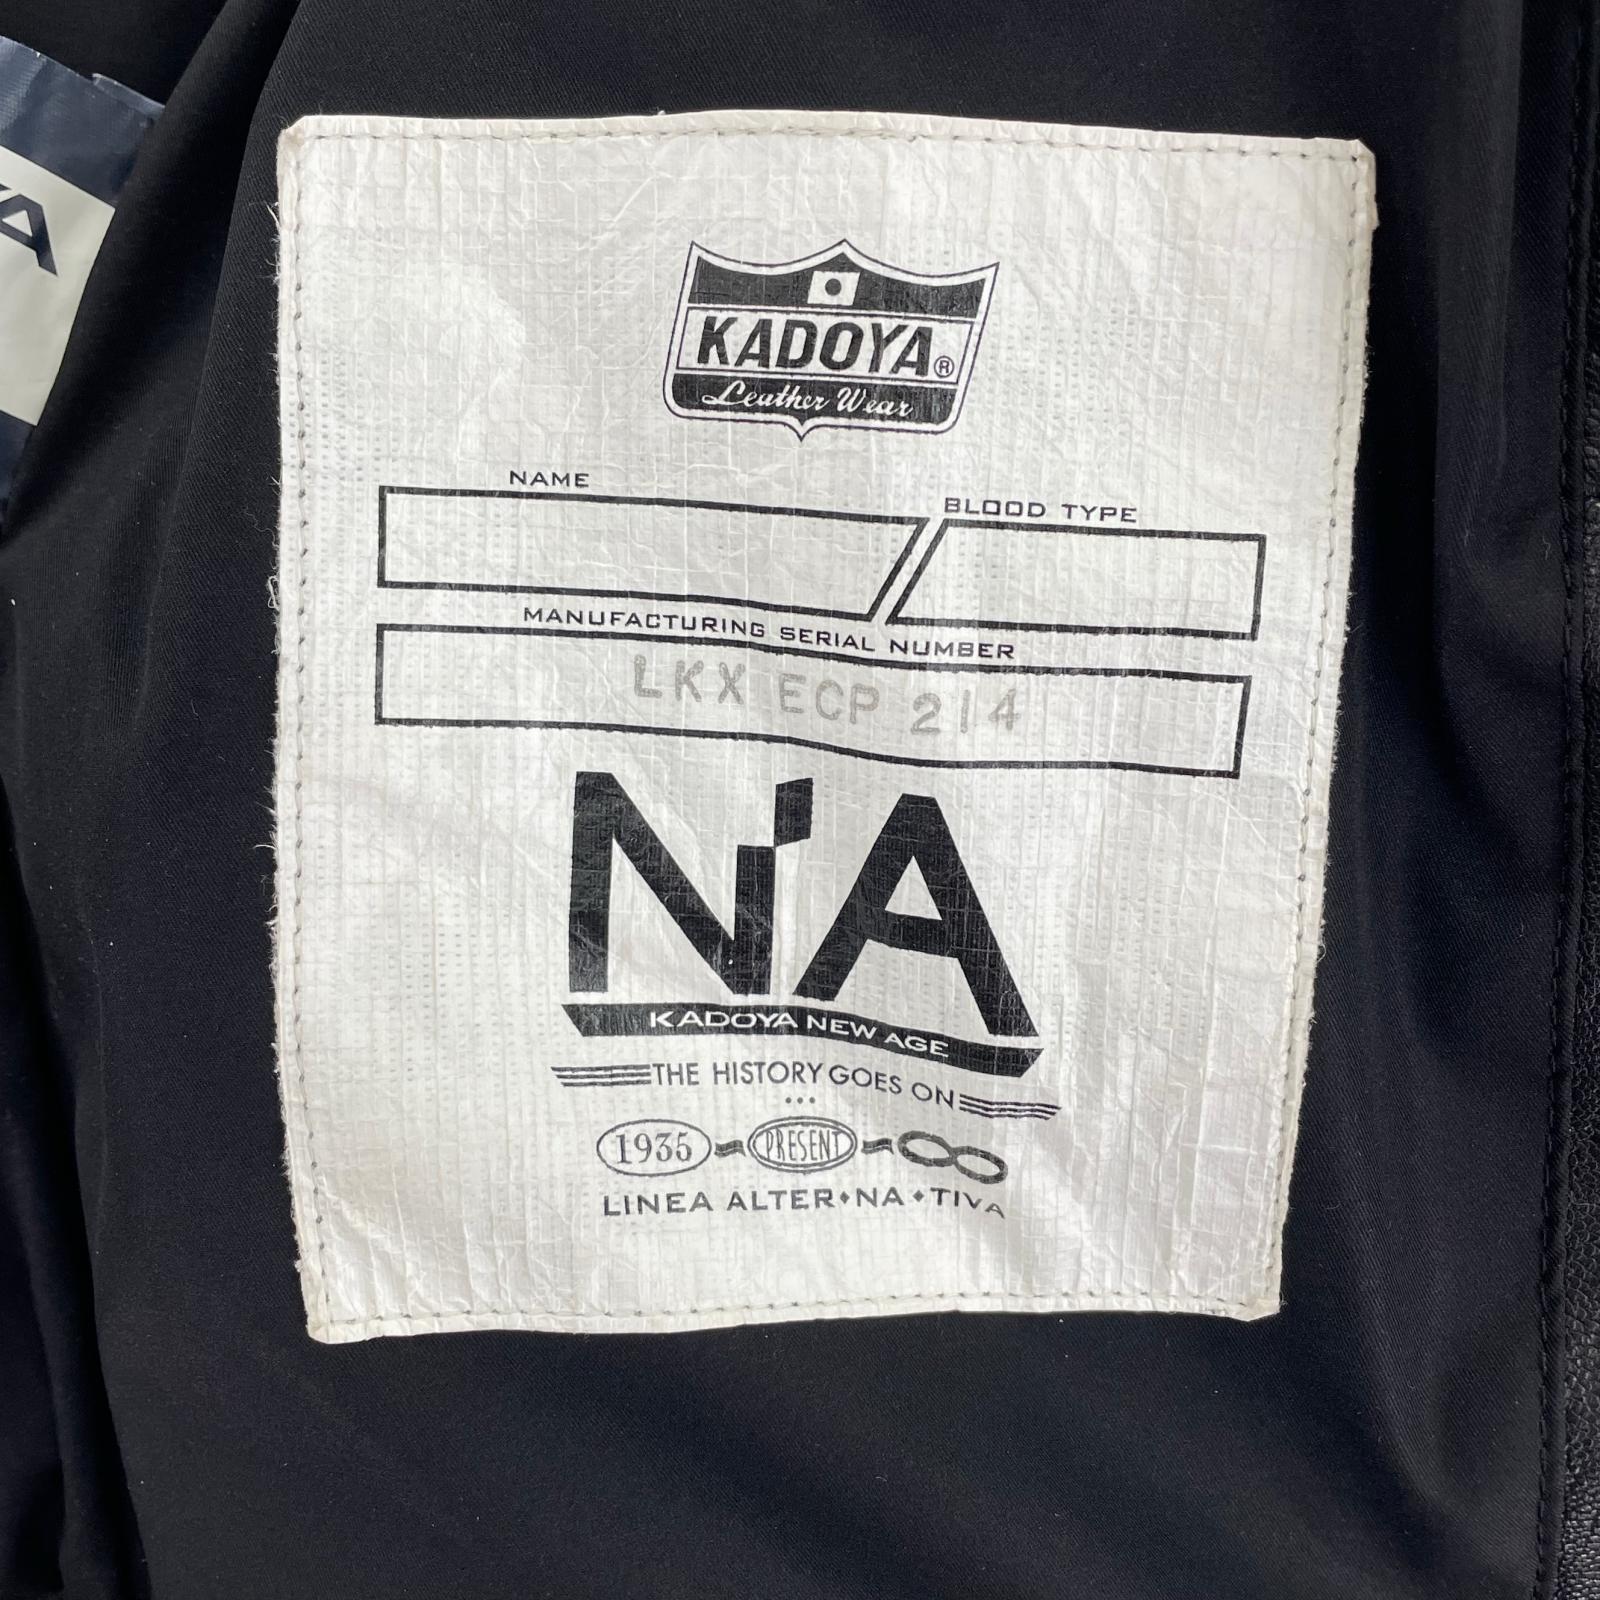 YA
KADOYA®
Leather Wear
NAME
BLOOD TYPE
MANUFACTURING SERIAL NUMBER
LKX ECP 214
N'A
KADOYA NEW AGE
THE HISTORY GOES ON
...
1935~PRESENT~∞
LINEA ALTER♦NA♦TIVA